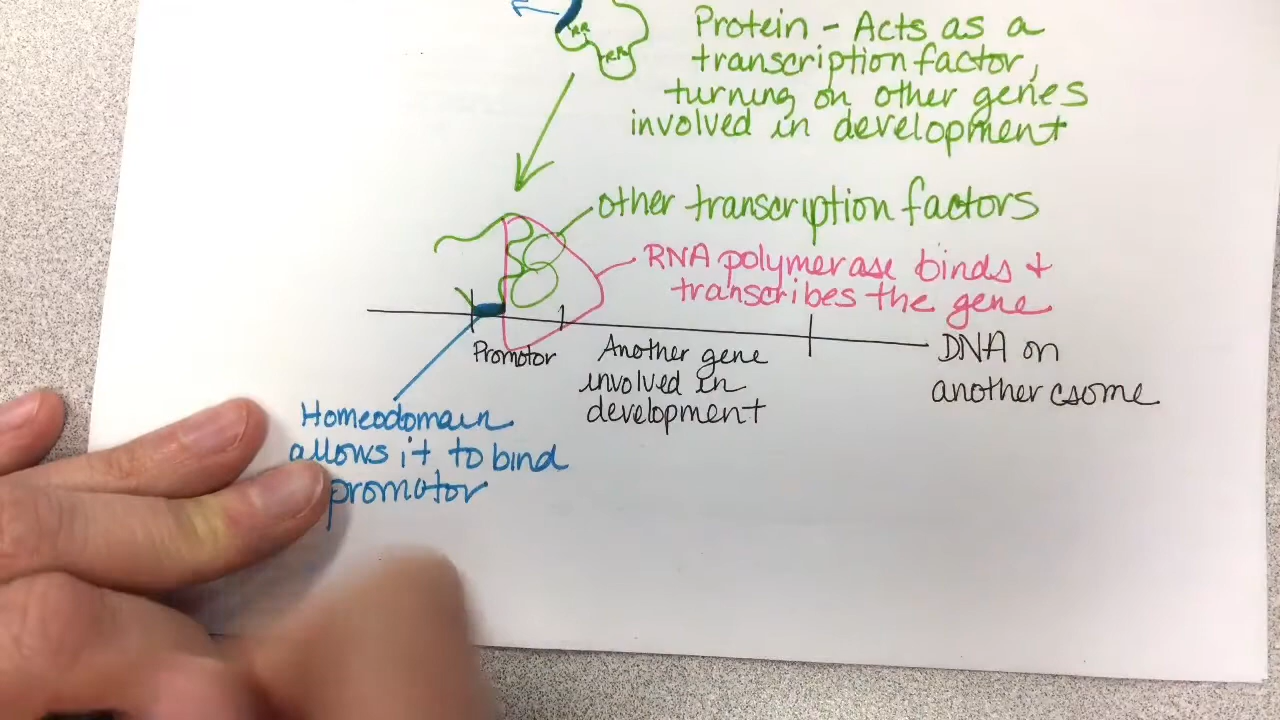 Protein - Acts as a
transcription factor,
turning on other genes
involved in development
other transcription factors
RNA polymerase binds +
transcribes the gene
Promotor
Another gene
involved in
development
DNA on
another csome
Homeodomain
allows it to bind
promotor